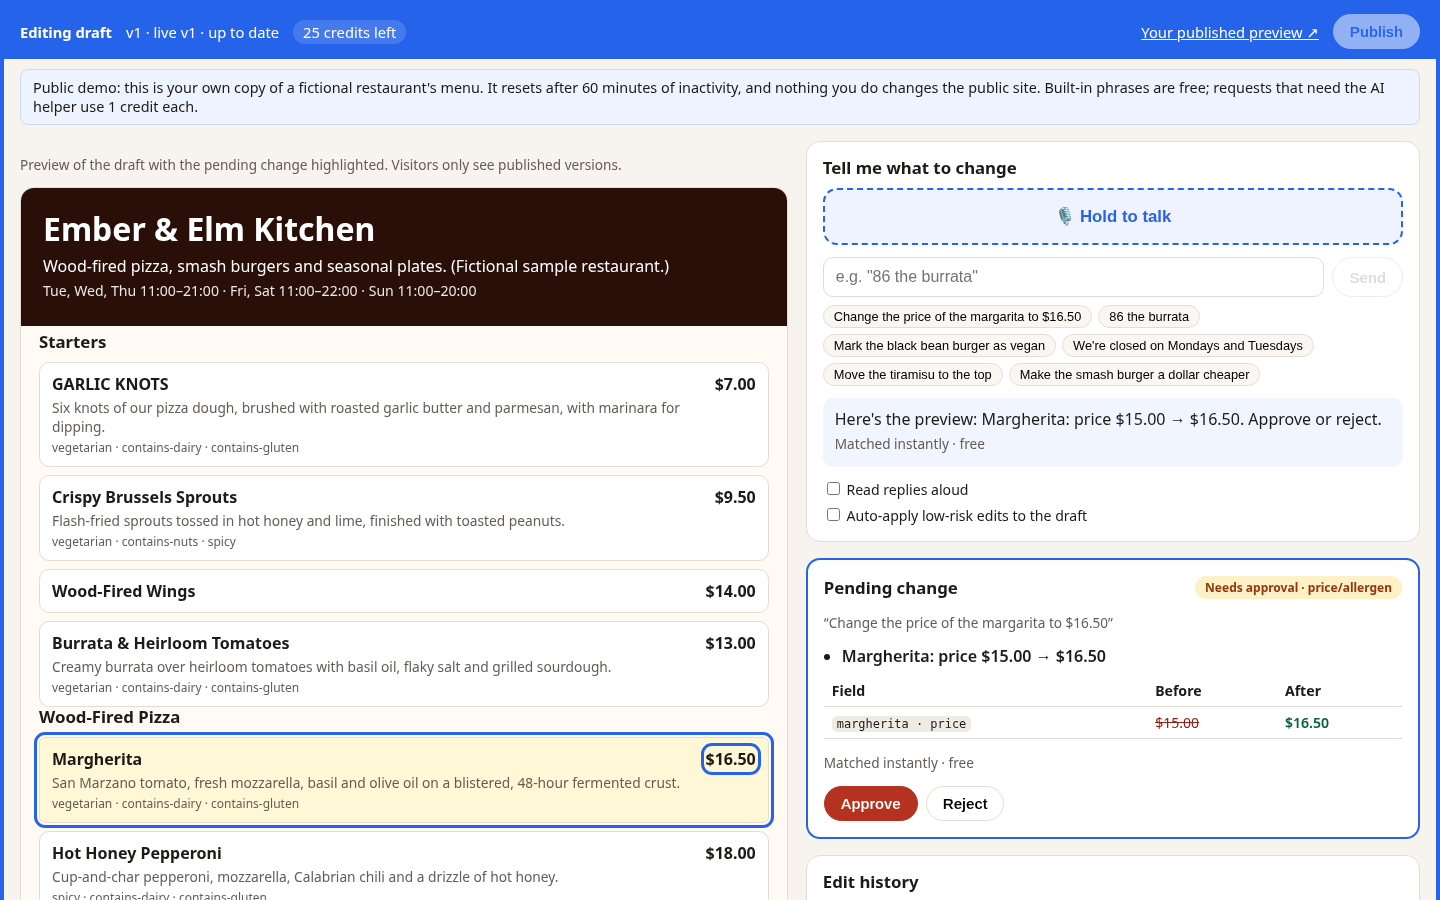 Editing draft v1 · live v1 · up to date 25 credits left Your published preview ↗ Publish
Public demo: this is your own copy of a fictional restaurant's menu. It resets after 60 minutes of inactivity, and nothing you do changes the public site. Built-in phrases are free; requests that need the AI
helper use 1 credit each.
Preview of the draft with the pending change highlighted. Visitors only see published versions.
Ember & Elm Kitchen
Wood-fired pizza, smash burgers and seasonal plates. (Fictional sample restaurant.)
Tue, Wed, Thu 11:00–21:00 · Fri, Sat 11:00–22:00 · Sun 11:00–20:00
Starters
GARLIC KNOTS $7.00
Six knots of our pizza dough, brushed with roasted garlic butter and parmesan, with marinara for
dipping.
vegetarian · contains-dairy · contains-gluten
Crispy Brussels Sprouts $9.50
Flash-fried sprouts tossed in hot honey and lime, finished with toasted peanuts.
vegetarian · contains-nuts · spicy
Wood-Fired Wings $14.00
Burrata & Heirloom Tomatoes $13.00
Creamy burrata over heirloom tomatoes with basil oil, flaky salt and grilled sourdough.
vegetarian · contains-dairy · contains-gluten
Wood-Fired Pizza
Margherita $16.50
San Marzano tomato, fresh mozzarella, basil and olive oil on a blistered, 48-hour fermented crust.
vegetarian · contains-dairy · contains-gluten
Hot Honey Pepperoni $18.00
Cup-and-char pepperoni, mozzarella, Calabrian chili and a drizzle of hot honey.
spicy · contains-dairy · contains-gluten
Tell me what to change
🎙️ Hold to talk
e.g. "86 the burrata" Send
Change the price of the margarita to $16.50 86 the burrata
Mark the black bean burger as vegan We're closed on Mondays and Tuesdays
Move the tiramisu to the top Make the smash burger a dollar cheaper
Here's the preview: Margherita: price $15.00 → $16.50. Approve or reject.
Matched instantly · free
Read replies aloud
Auto-apply low-risk edits to the draft
Pending change Needs approval · price/allergen
“Change the price of the margarita to $16.50”
• Margherita: price $15.00 → $16.50
Field Before After
margherita · price $15.00 $16.50
Matched instantly · free
Approve Reject
Edit history